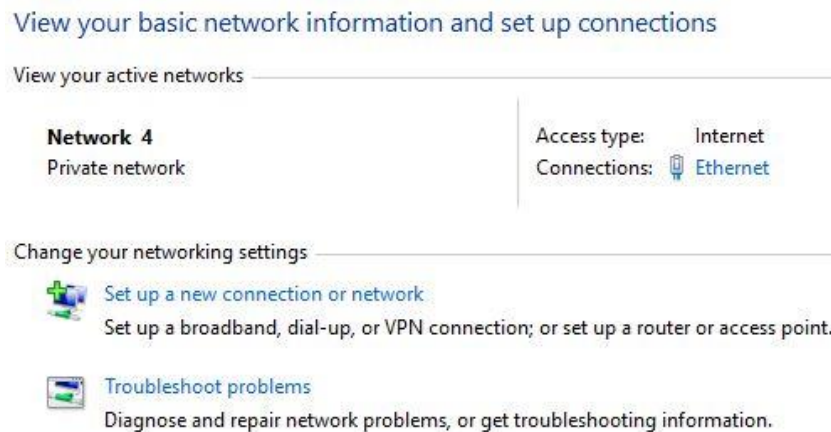 View your basic network information and set up connections
View your active networks
Network 4
Private network
Access type: Internet
Connections: Ethernet
Change your networking settings
Set up a new connection or network
Set up a broadband, dial-up, or VPN connection; or set up a router or access point.
Troubleshoot problems
Diagnose and repair network problems, or get troubleshooting information.